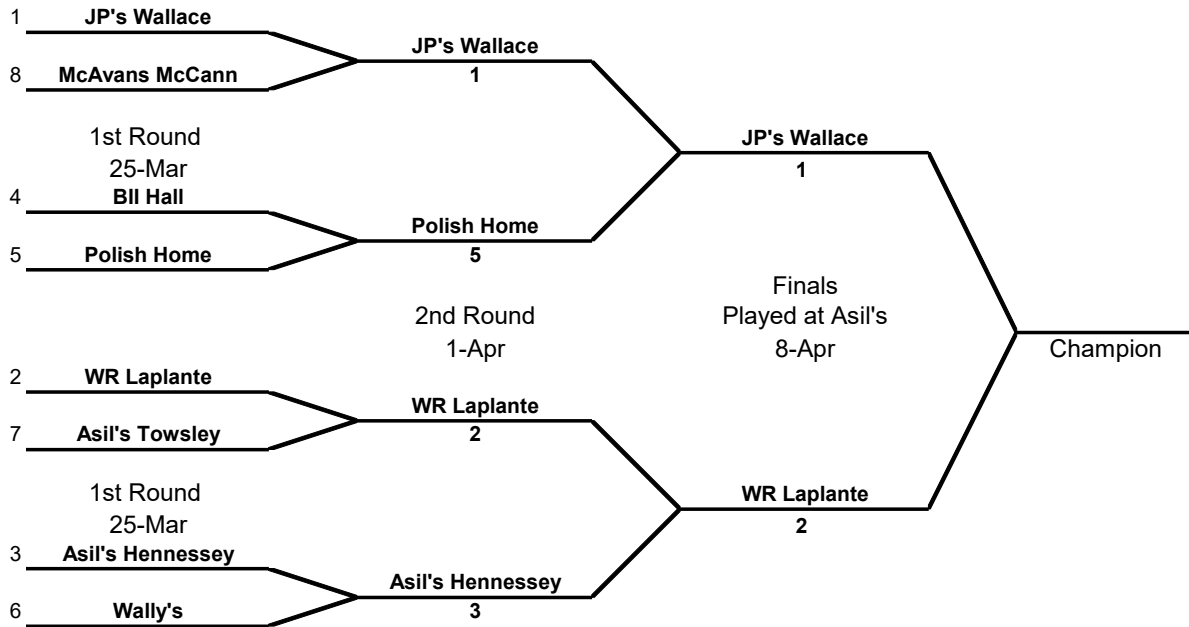 1 JP's Wallace
8 McAvans McCann
JP's Wallace
1
1st Round
25-Mar
4 BII Hall
5 Polish Home
Polish Home
5
JP's Wallace
1
2nd Round
1-Apr
Finals
Played at Asil's
8-Apr
Champion
2 WR Laplante
7 Asil's Towsley
WR Laplante
2
1st Round
25-Mar
3 Asil's Hennessey
6 Wally's
Asil's Hennessey
3
WR Laplante
2